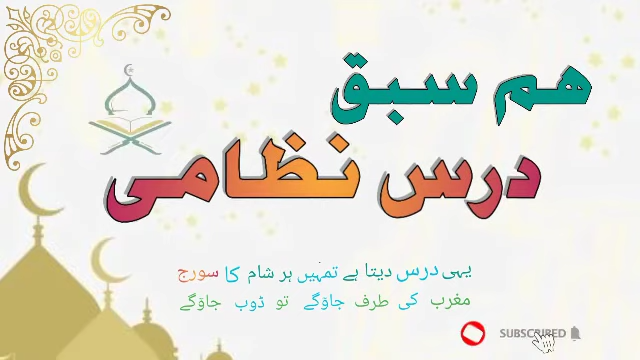 هم سبق
درس نظامی
یہی درس دیتا ہے تمہیں ہر شام کا سورج
مغرب کی طرف جاؤگے تو ڈوب جاؤگے
SUBSCRIBED